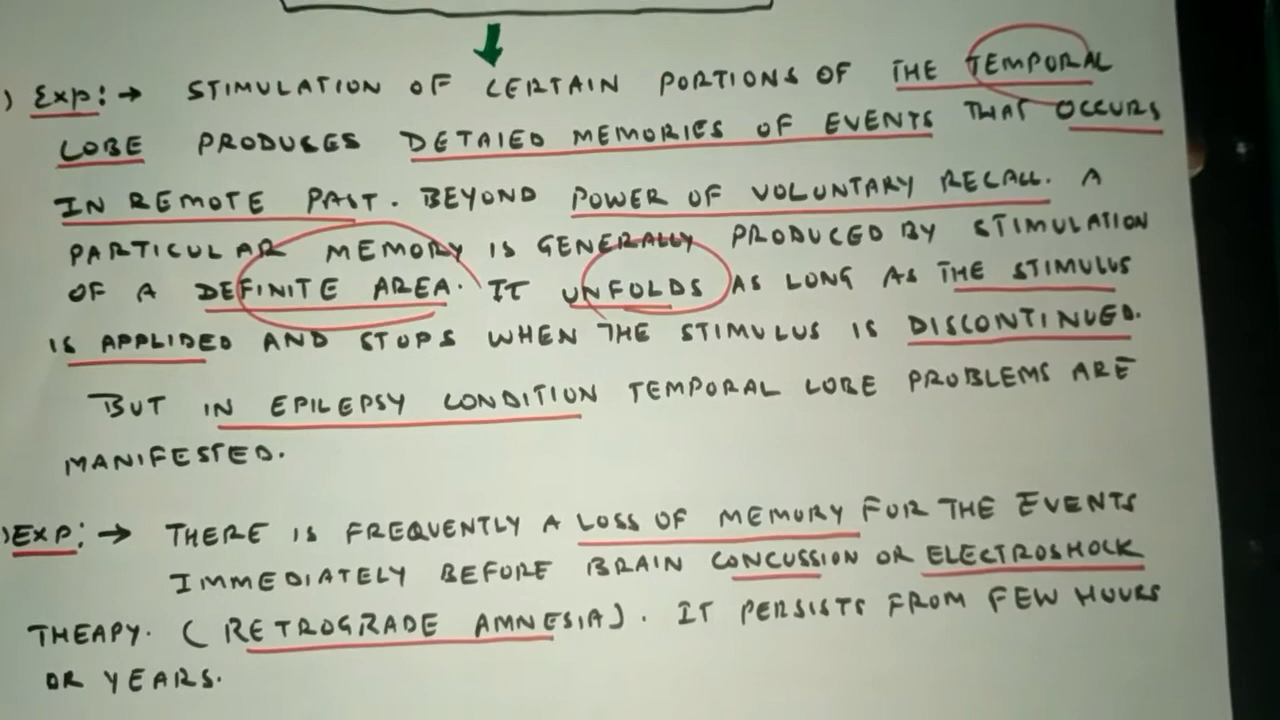 ) Exp: → STIMULATION OF CERTAIN PORTIONS OF THE TEMPORAL
LOBE PRODUCES DETAIED MEMORIES OF EVENTS THAT OCCURS
IN REMOTE PAST. BEYOND POWER OF VOLUNTARY RECALL. A
PARTICULAR MEMORY IS GENERALLY PRODUCED BY STIMULATION
OF A DEFINITE AREA. IT UNFOLDS AS LONG AS THE STIMULUS
IS APPLIDED AND STOPS WHEN THE STIMULUS IS DISCONTINUED.
BUT IN EPILEPSY CONDITION TEMPORAL LOBE PROBLEMS ARE
MANIFESTED.
) EXP: → THERE IS FREQUENTLY A LOSS OF MEMORY FOR THE EVENTS
IMMEDIATELY BEFORE BRAIN CONCUSSION OR ELECTROSHOCK
THEAPY. (RETROGRADE AMNESIA). IT PERSISTS FROM FEW HOURS
OR YEARS.